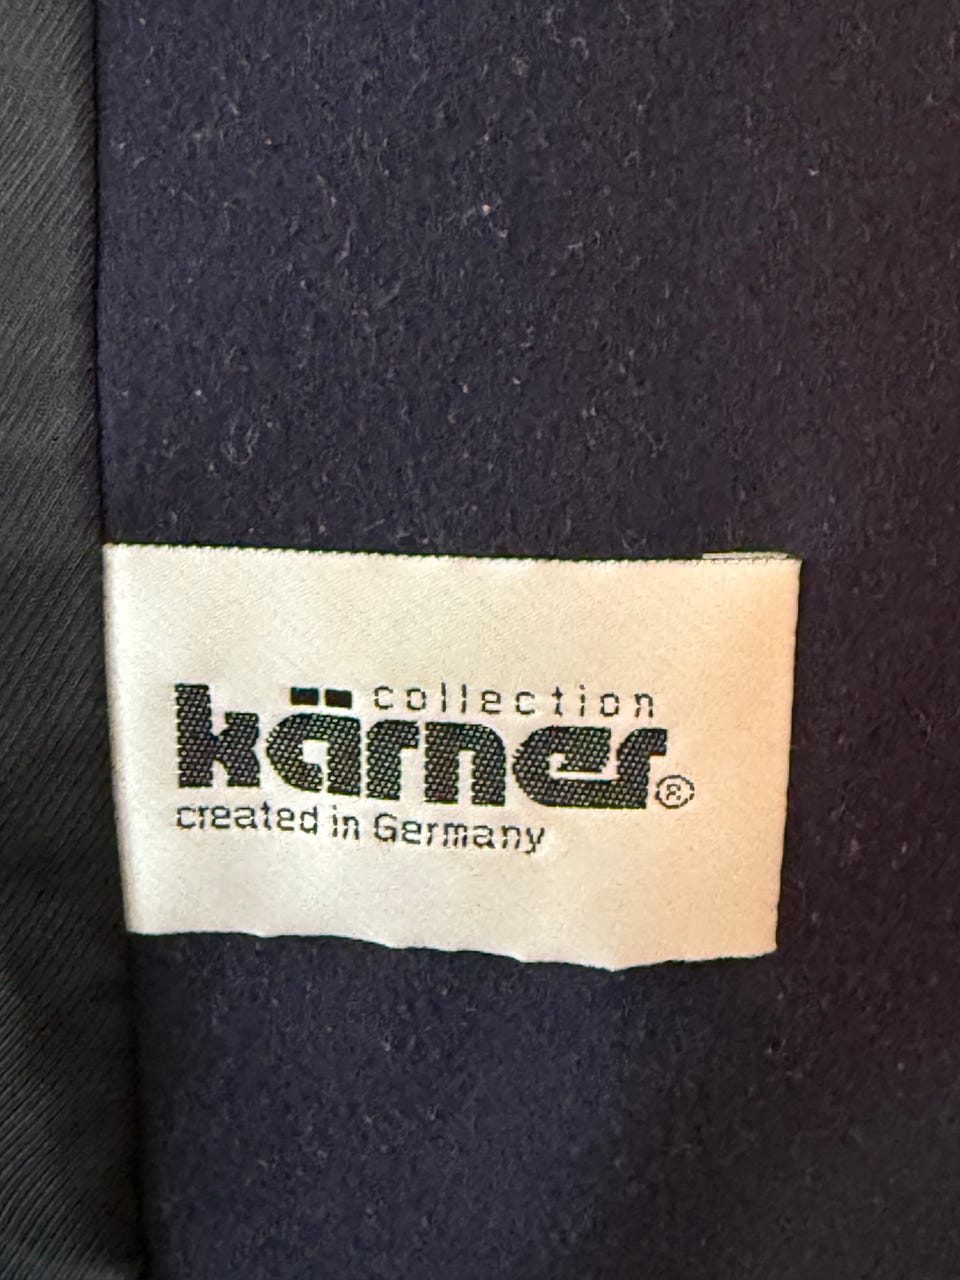 collection
kärner®
created in Germany